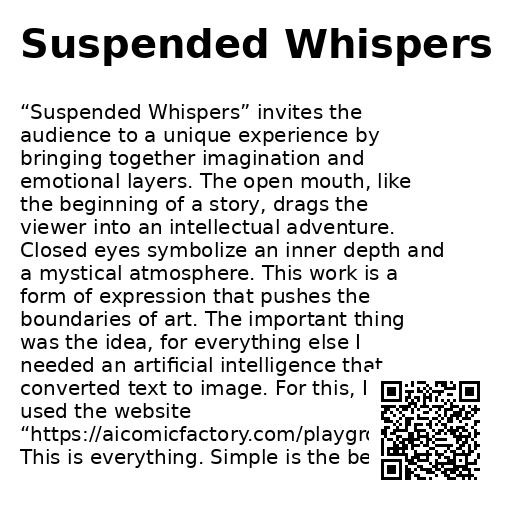 Suspended Whispers
“Suspended Whispers” invites the
audience to a unique experience by
bringing together imagination and
emotional layers. The open mouth, like
the beginning of a story, drags the
viewer into an intellectual adventure.
Closed eyes symbolize an inner depth and
a mystical atmosphere. This work is a
form of expression that pushes the
boundaries of art. The important thing
was the idea, for everything else I
needed an artificial intelligence that
converted text to image. For this, I
used the website
“https://aicomicfactory.com/playgr
This is everything. Simple is the